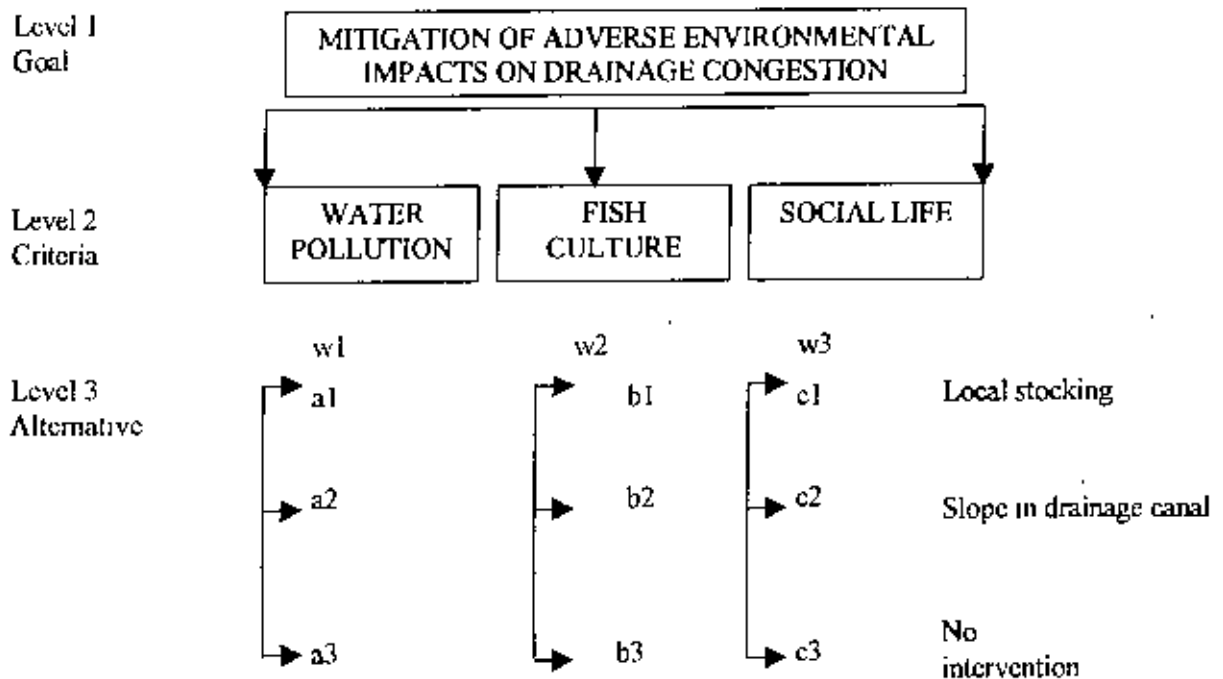 Level 1
Goal
MITIGATION OF ADVERSE ENVIRONMENTAL
IMPACTS ON DRAINAGE CONGESTION
Level 2
Criteria
WATER
POLLUTION
FISH
CULTURE
SOCIAL LIFE
w1 w2 w3
Level 3
Alternative
a1 b1 c1 Local stocking
a2 b2 c2 Slope in drainage canal
a3 b3 c3 No
intervention